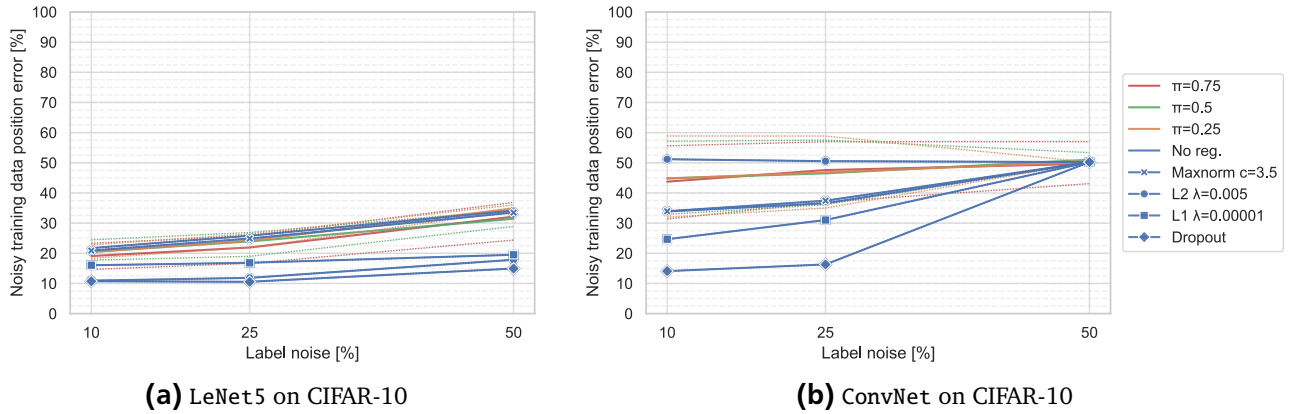 100
90
80
70
60
50
40
30
20
10
0
Noisy training data position error [%]
10 25 50
Label noise [%]
(a) LeNet5 on CIFAR-10
100
90
80
70
60
50
40
30
20
10
0
Noisy training data position error [%]
10 25 50
Label noise [%]
(b) ConvNet on CIFAR-10
π=0.75
π=0.5
π=0.25
No reg.
Maxnorm c=3.5
L2 λ=0.005
L1 λ=0.00001
Dropout